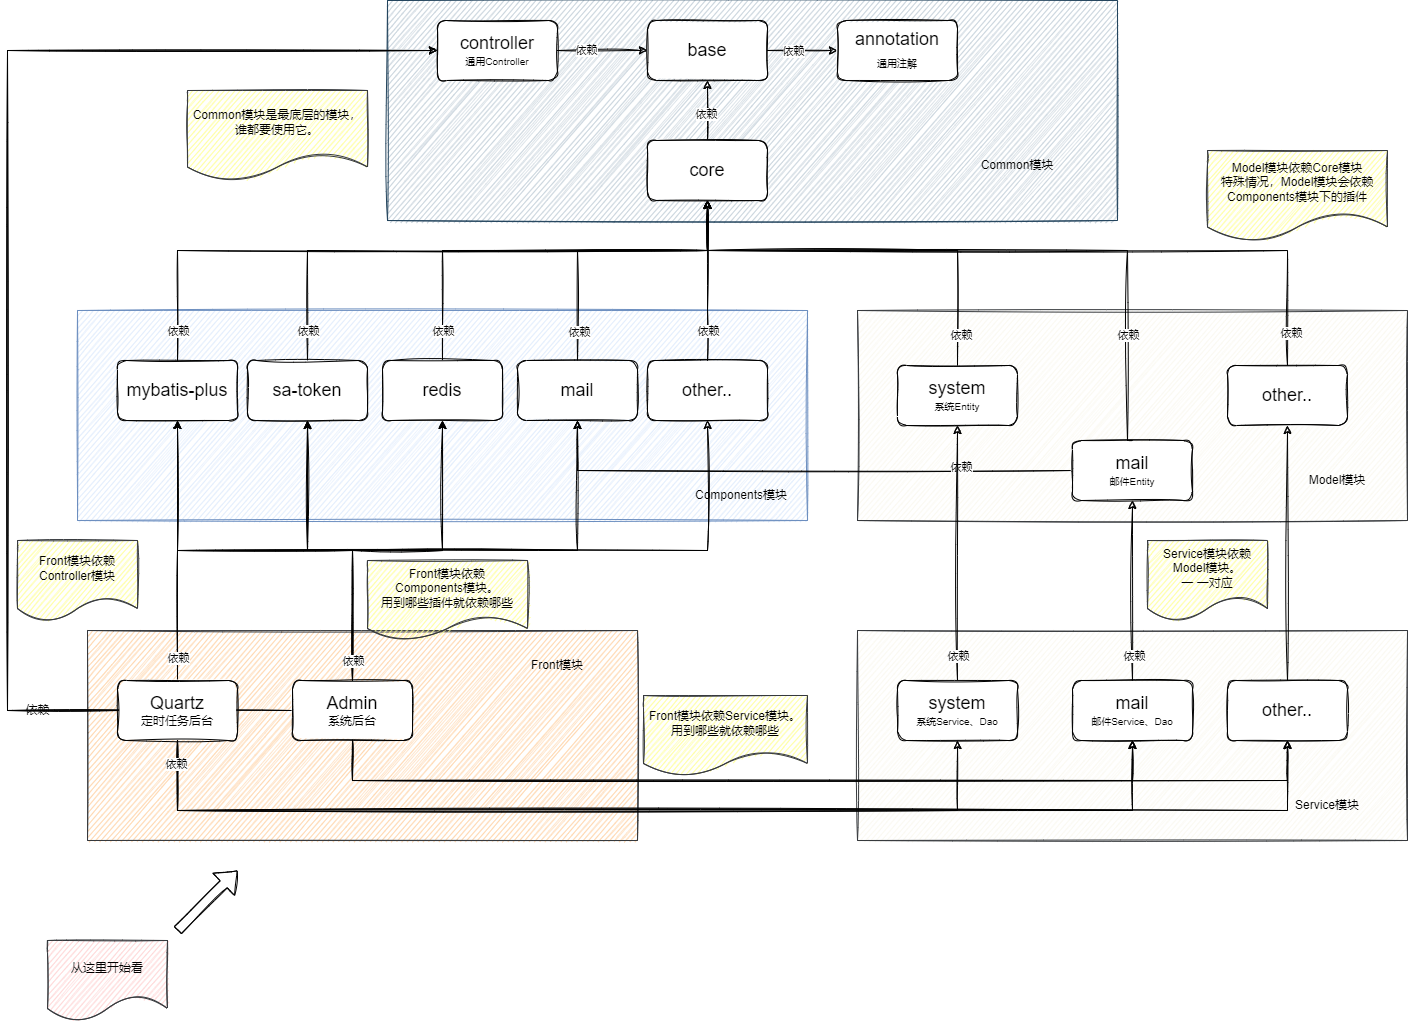 controller
通用Controller
依赖
base
依赖
annotation
通用注解
Common模块是最底层的模块，
谁都要使用它。
依赖
core
Common模块
Model模块依赖Core模块
特殊情况，Model模块会依赖
Components模块下的插件
依赖
依赖
依赖
依赖
依赖
依赖
依赖
依赖
mybatis-plus
sa-token
redis
mail
other..
system
系统Entity
other..
mail
邮件Entity
依赖
Components模块
Model模块
Front模块依赖
Controller模块
Front模块依赖
Components模块。
用到哪些插件就依赖哪些
Service模块依赖
Model模块。
一 一对应
依赖
依赖
Front模块
依赖
依赖
依赖
Quartz
定时任务后台
Admin
系统后台
依赖
Front模块依赖Service模块。
用到哪些就依赖哪些
system
系统Service、Dao
mail
邮件Service、Dao
other..
依赖
Service模块
从这里开始看